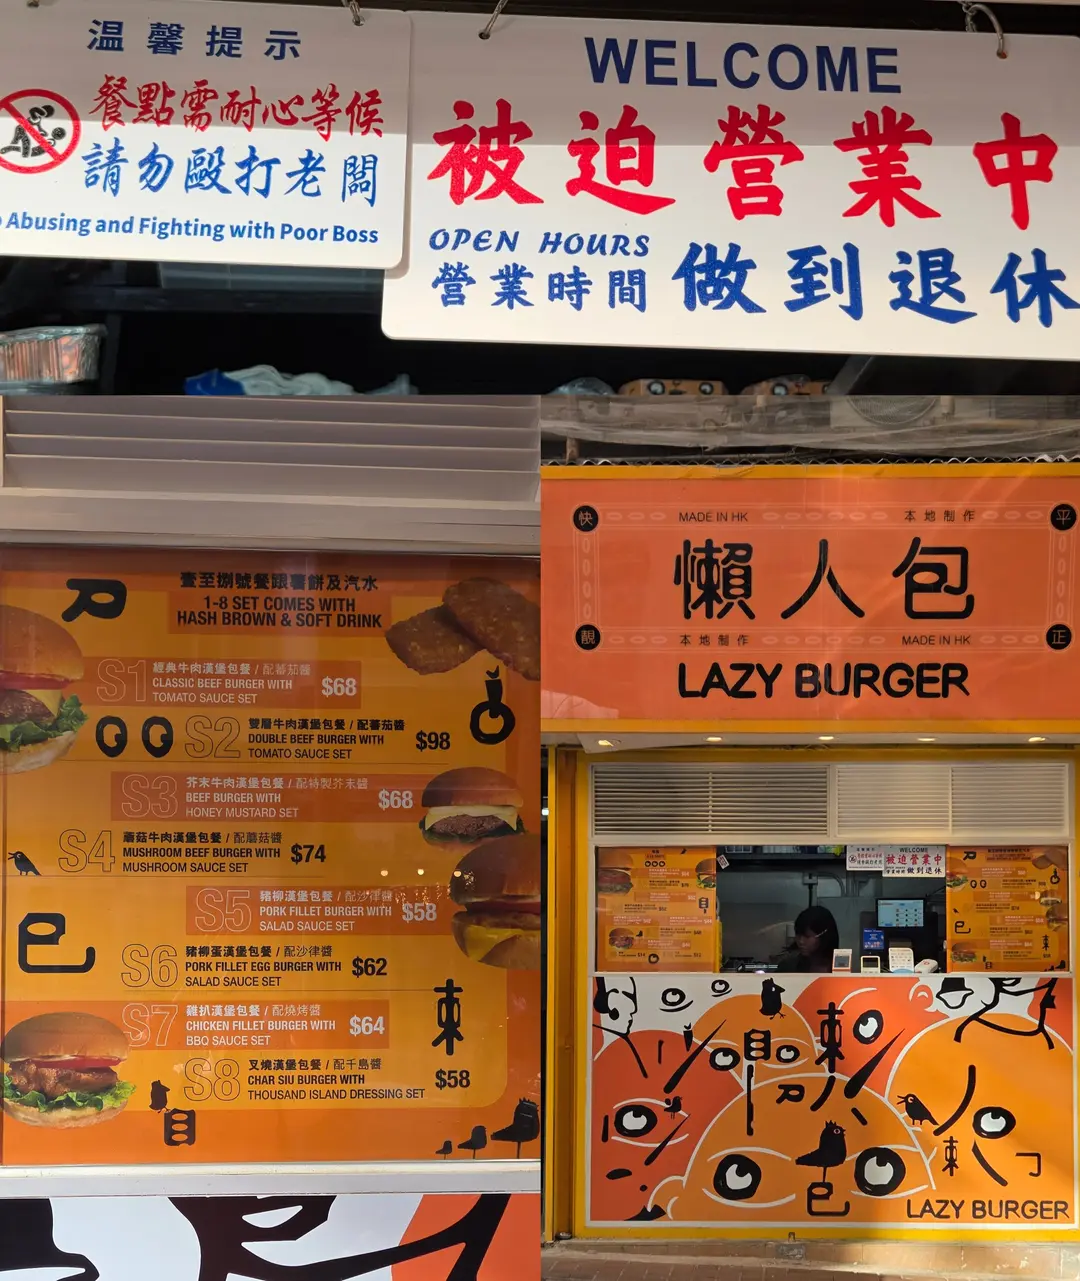 温馨提示
餐點需耐心等候
請勿毆打老闆
Abusing and Fighting with Poor Boss
WELCOME
被迫營業中
OPEN HOURS
營業時間 做到退休
壹至捌號餐跟薯餅及汽水
1-8 SET COMES WITH
HASH BROWN & SOFT DRINK
S1 經典牛肉漢堡包餐 / 配蕃茄醬
CLASSIC BEEF BURGER WITH
TOMATO SAUCE SET
$68
S2 雙層牛肉漢堡包餐 / 配蕃茄醬
DOUBLE BEEF BURGER WITH
TOMATO SAUCE SET
$98
S3 芥末牛肉漢堡包餐 / 配特製芥末醬
BEEF BURGER WITH
HONEY MUSTARD SET
$68
S4 蘑菇牛肉漢堡包餐 / 配蘑菇醬
MUSHROOM BEEF BURGER WITH
MUSHROOM SAUCE SET
$74
S5 豬柳漢堡包餐 / 配沙律醬
PORK FILLET BURGER WITH
SALAD SAUCE SET
$58
S6 豬柳蛋漢堡包餐 / 配沙律醬
PORK FILLET EGG BURGER WITH
SALAD SAUCE SET
$62
S7 雞扒漢堡包餐 / 配燒烤醬
CHICKEN FILLET BURGER WITH
BBQ SAUCE SET
$64
S8 叉燒漢堡包餐 / 配千島醬
CHAR SIU BURGER WITH
THOUSAND ISLAND DRESSING SET
$58
快 MADE IN HK 本地制作 平
懶人包
靚 本地制作 MADE IN HK 正
LAZY BURGER
WELCOME
被迫營業中
做到退休
LAZY BURGER